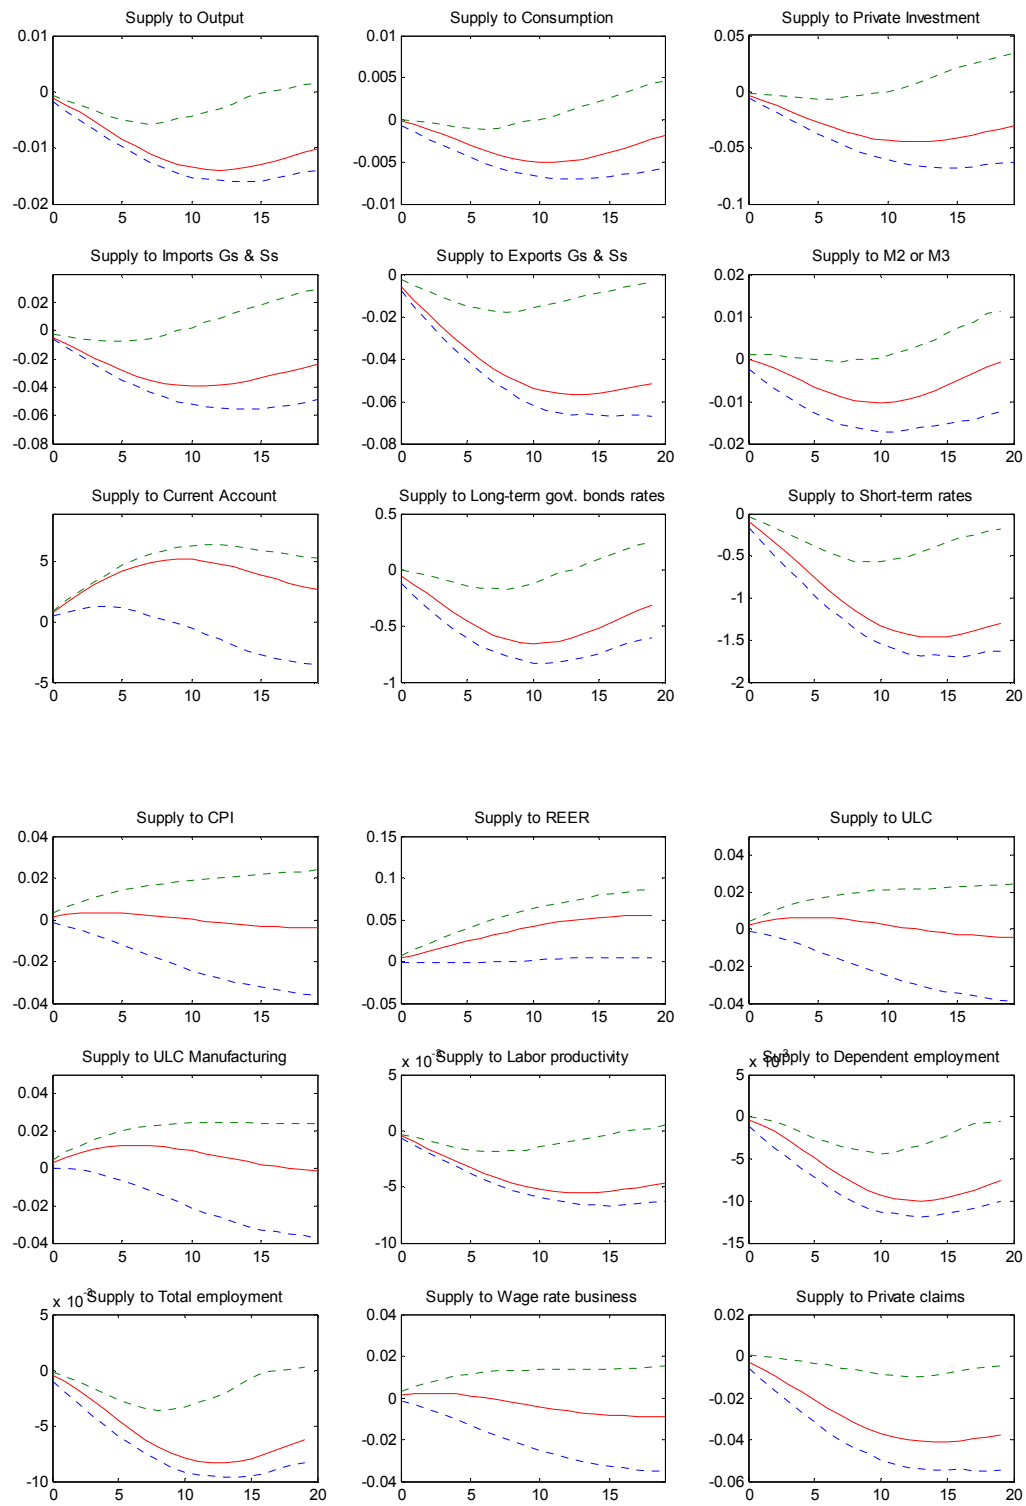 Supply to Output
Supply to Consumption
Supply to Private Investment
0.01
0
-0.01
-0.02
0 5 10 15
0.01
0.005
0
-0.005
-0.01
0 5 10 15
0.05
0
-0.05
-0.1
0 5 10 15
Supply to Imports Gs & Ss
Supply to Exports Gs & Ss
Supply to M2 or M3
0.02
0
-0.02
-0.04
-0.06
-0.08
0 5 10 15
0
-0.02
-0.04
-0.06
-0.08
0 5 10 15 20
0.02
0.01
0
-0.01
-0.02
0 5 10 15 20
Supply to Current Account
Supply to Long-term govt. bonds rates
Supply to Short-term rates
5
0
-5
0 5 10 15
0.5
0
-0.5
-1
0 5 10 15 20
0
-0.5
-1
-1.5
-2
0 5 10 15 20
Supply to CPI
Supply to REER
Supply to ULC
0.04
0.02
0
-0.02
-0.04
0 5 10 15
0.15
0.1
0.05
0
-0.05
0 5 10 15 20
0.04
0.02
0
-0.02
-0.04
0 5 10 15
Supply to ULC Manufacturing
Supply to Labor productivity
Supply to Dependent employment
0.04
0.02
0
-0.02
-0.04
0 5 10 15
x 10
5
0
-5
-10
0 5 10 15 20
x 10
5
0
-5
-10
-15
0 5 10 15 20
Supply to Total employment
Supply to Wage rate business
Supply to Private claims
x 10
5
0
-5
-10
0 5 10 15 20
0.04
0.02
0
-0.02
-0.04
0 5 10 15
0.02
0
-0.02
-0.04
-0.06
0 5 10 15 20